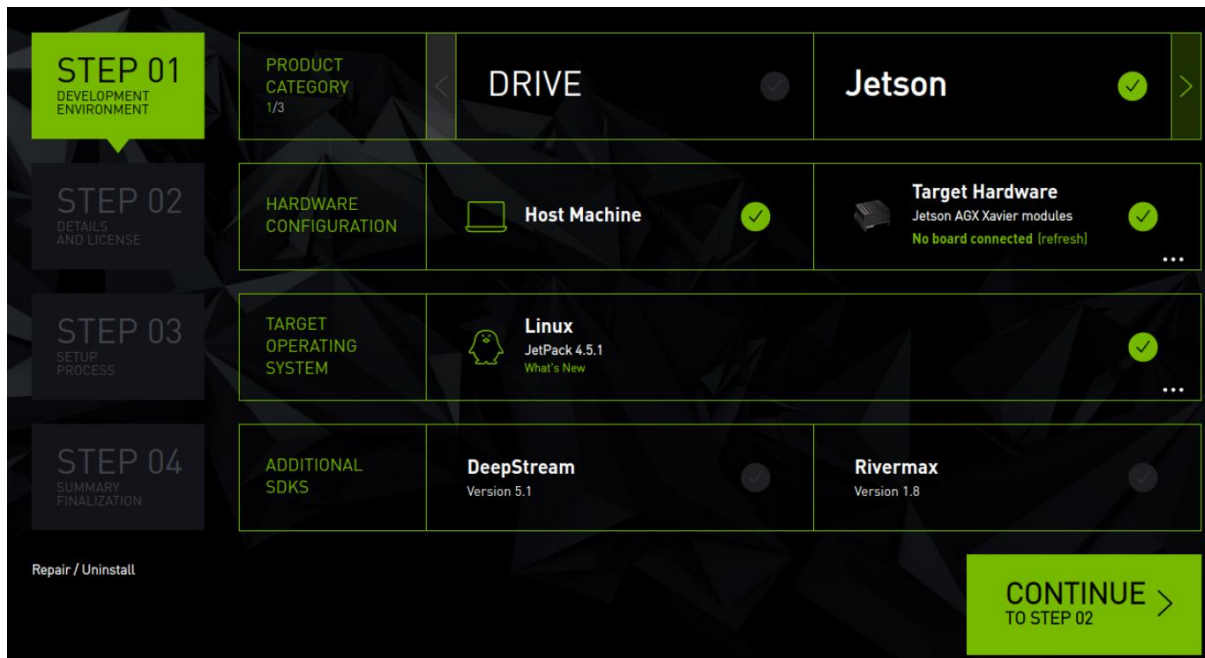 STEP 01
DEVELOPMENT
ENVIRONMENT
PRODUCT
CATEGORY
1/3
DRIVE
Jetson
STEP 02
DETAILS
AND LICENSE
HARDWARE
CONFIGURATION
Host Machine
Target Hardware
Jetson AGX Xavier modules
No board connected (refresh)
...
STEP 03
SETUP
PROCESS
TARGET
OPERATING
SYSTEM
Linux
JetPack 4.5.1
What's New
...
STEP 04
SUMMARY
FINALIZATION
ADDITIONAL
SDKS
DeepStream
Version 5.1
Rivermax
Version 1.8
Repair / Uninstall
CONTINUE
TO STEP 02